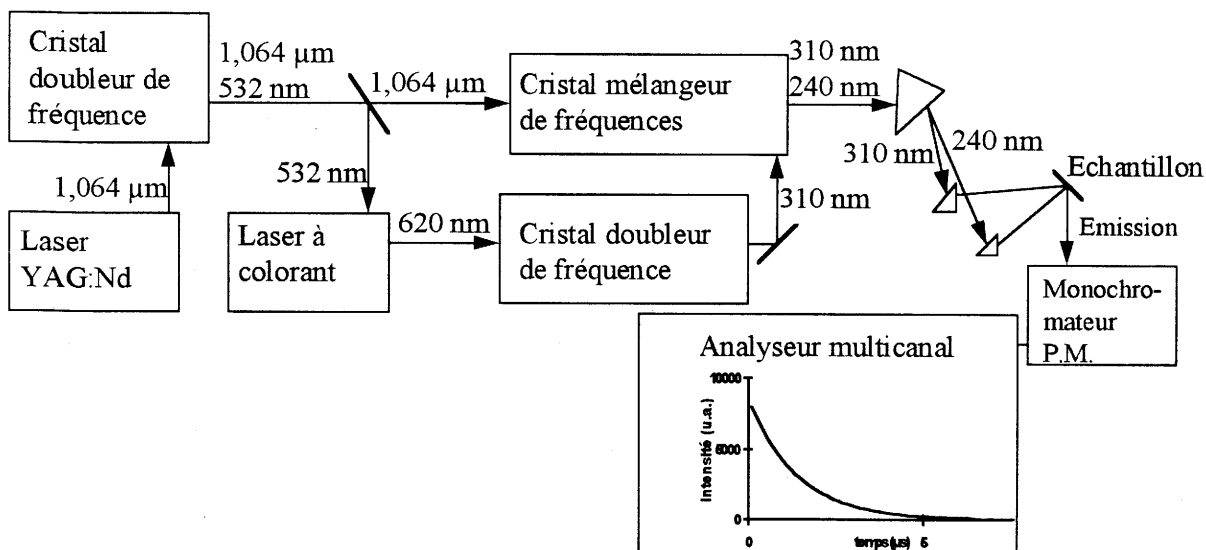 Cristal
doubleur de
fréquence
1,064 µm
532 nm
1,064 µm
Cristal mélangeur
de fréquences
310 nm
240 nm
310 nm
240 nm
1,064 µm
532 nm
310 nm
Echantillon
Laser
YAG:Nd
Laser à
colorant
620 nm
Cristal doubleur
de fréquence
Emission
Monochro-
mateur
P.M.
Analyseur multicanal
Intensité (u.a.)
10000
5000
0
0
temps(µs)
5